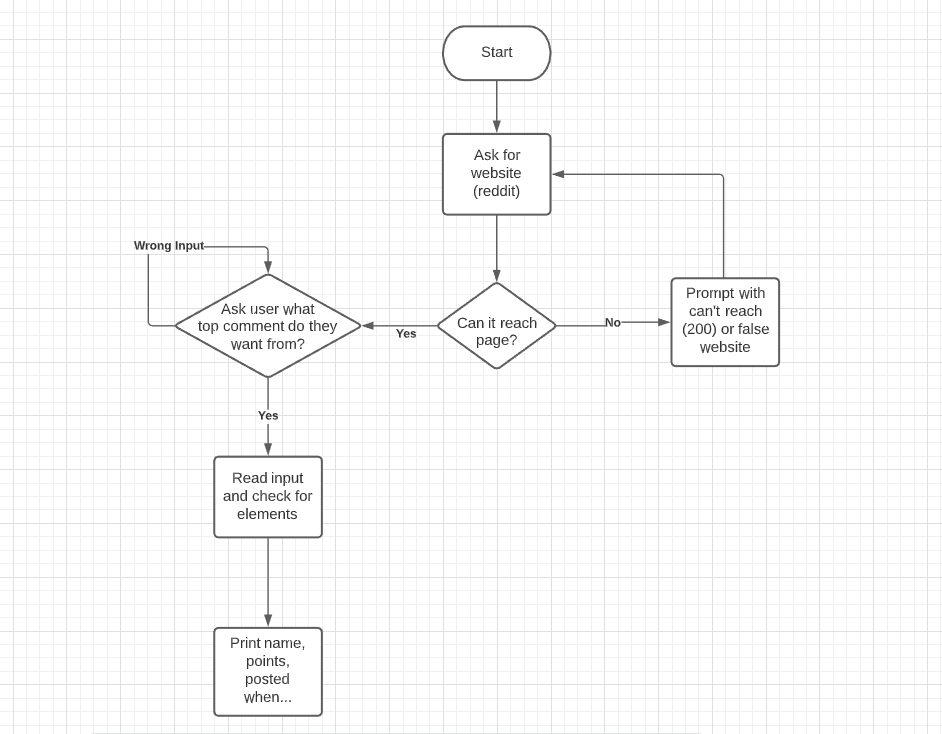 Start
Ask for
website
(reddit)
Wrong Input
Ask user what
top comment do they
want from?
Yes
Can it reach
page?
No
Prompt with
can't reach
(200) or false
website
Yes
Read input
and check for
elements
Print name,
points,
posted
when...